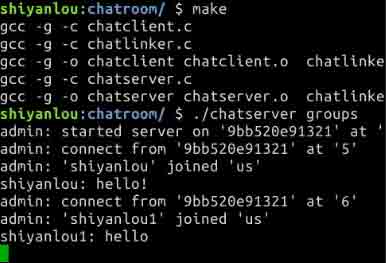 shiyanlou:chatroom/ $ make
gcc -g -c chatclient.c
gcc -g -c chatlinker.c
gcc -g -o chatclient chatclient.o  chatlinke
gcc -g -c chatserver.c
gcc -g -o chatserver chatserver.o  chatlinke
shiyanlou:chatroom/ $ ./chatserver groups
admin: started server on '9bb520e91321' at '
admin: connect from '9bb520e91321' at '5'
admin: 'shiyanlou' joined 'us'
shiyanlou: hello!
admin: connect from '9bb520e91321' at '6'
admin: 'shiyanlou1' joined 'us'
shiyanlou1: hello